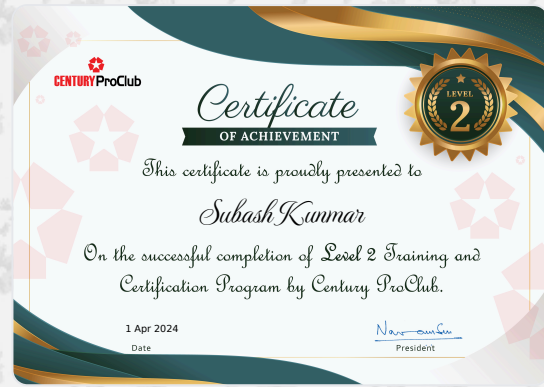 CENTURY ProClub
Certificate
OF ACHIEVEMENT
LEVEL
2
This certificate is proudly presented to
Subash Kunmar
On the successful completion of Level 2 Training and
Certification Program by Century ProClub.
1 Apr 2024
Date
President